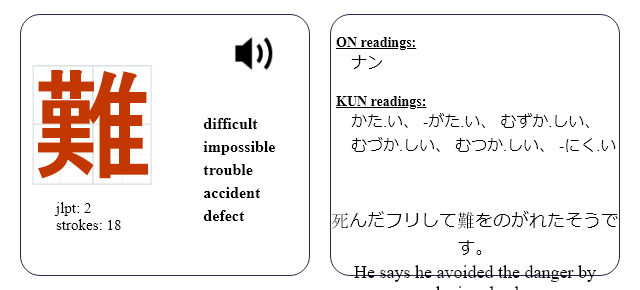 難
difficult
impossible
trouble
accident
defect
jlpt: 2
strokes: 18
ON readings:
ナン
KUN readings:
かた.い、 -がた.い、 むずか.しい、
むづか.しい、 むつか.しい、 -にく.い
死んだフリして難をのがれたそうで
す。
He says he avoided the danger by